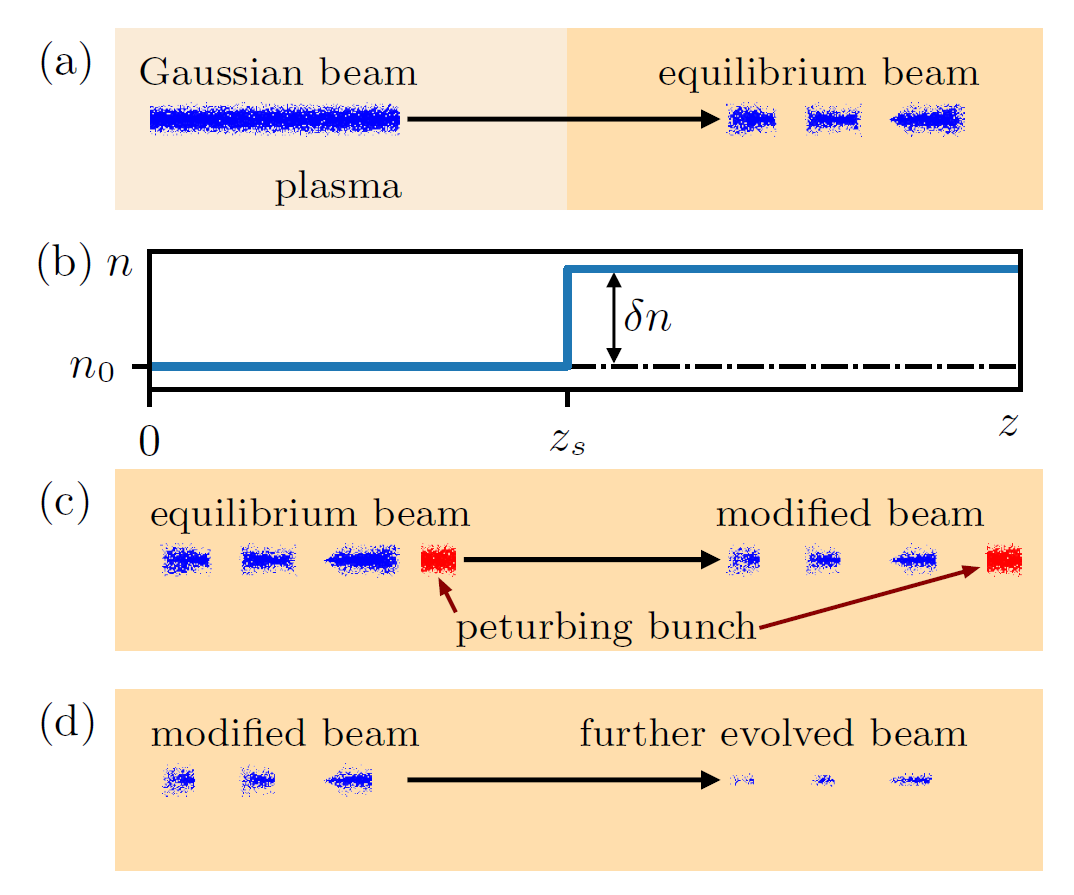 (a)
Gaussian beam
equilibrium beam
plasma
(b) n
δn
n₀
0
zₛ
z
(c)
equilibrium beam
modified beam
peturbing bunch
(d)
modified beam
further evolved beam